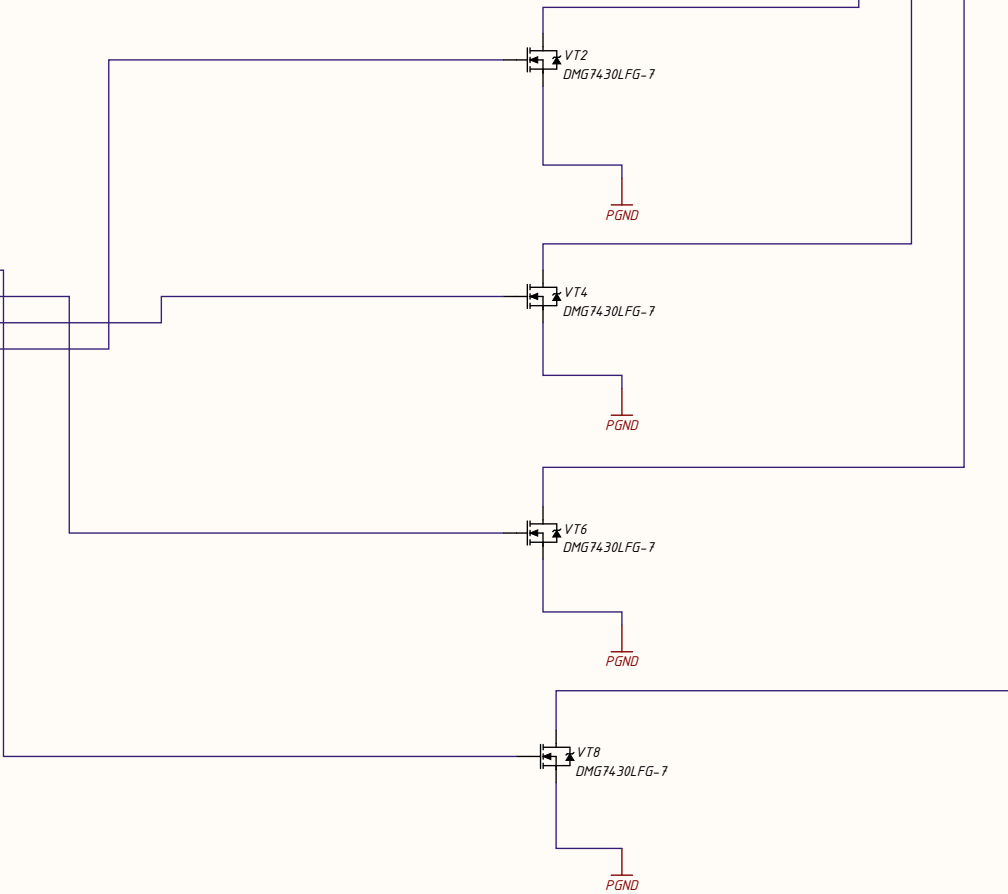 VT2
DMG7430LFG-7
PGND
VT4
DMG7430LFG-7
PGND
VT6
DMG7430LFG-7
PGND
VT8
DMG7430LFG-7
PGND